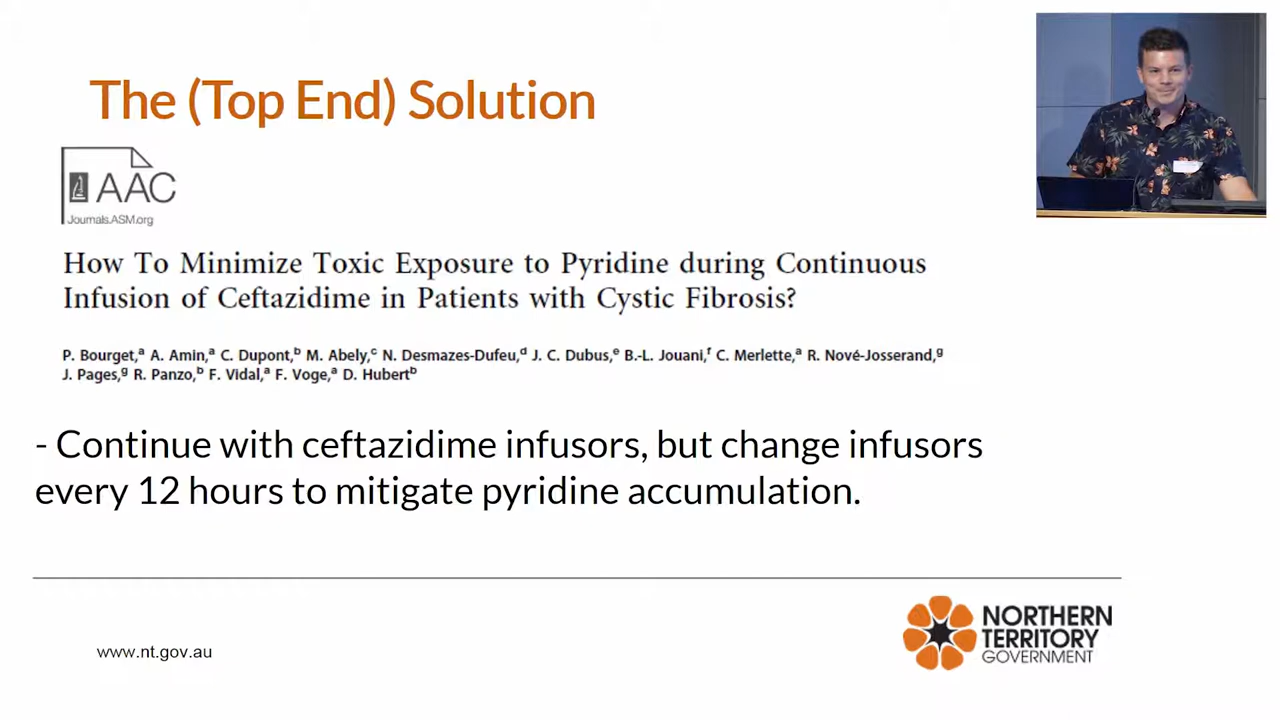 The (Top End) Solution
AAC
Journals.ASM.org
How To Minimize Toxic Exposure to Pyridine during Continuous
Infusion of Ceftazidime in Patients with Cystic Fibrosis?
P. Bourget,ᵃ A. Amin,ᵃ C. Dupont,ᵇ M. Abely,ᶜ N. Desmazes-Dufeu,ᵈ J. C. Dubus,ᵉ B.-L. Jouani,ᶠ C. Merlette,ᵃ R. Nové-Josserand,ᵍ
J. Pages,ᵍ R. Panzo,ᵇ F. Vidal,ᵃ F. Voge,ᵃ D. Hubertᵇ
- Continue with ceftazidime infusors, but change infusors
every 12 hours to mitigate pyridine accumulation.
www.nt.gov.au
NORTHERN
TERRITORY
GOVERNMENT